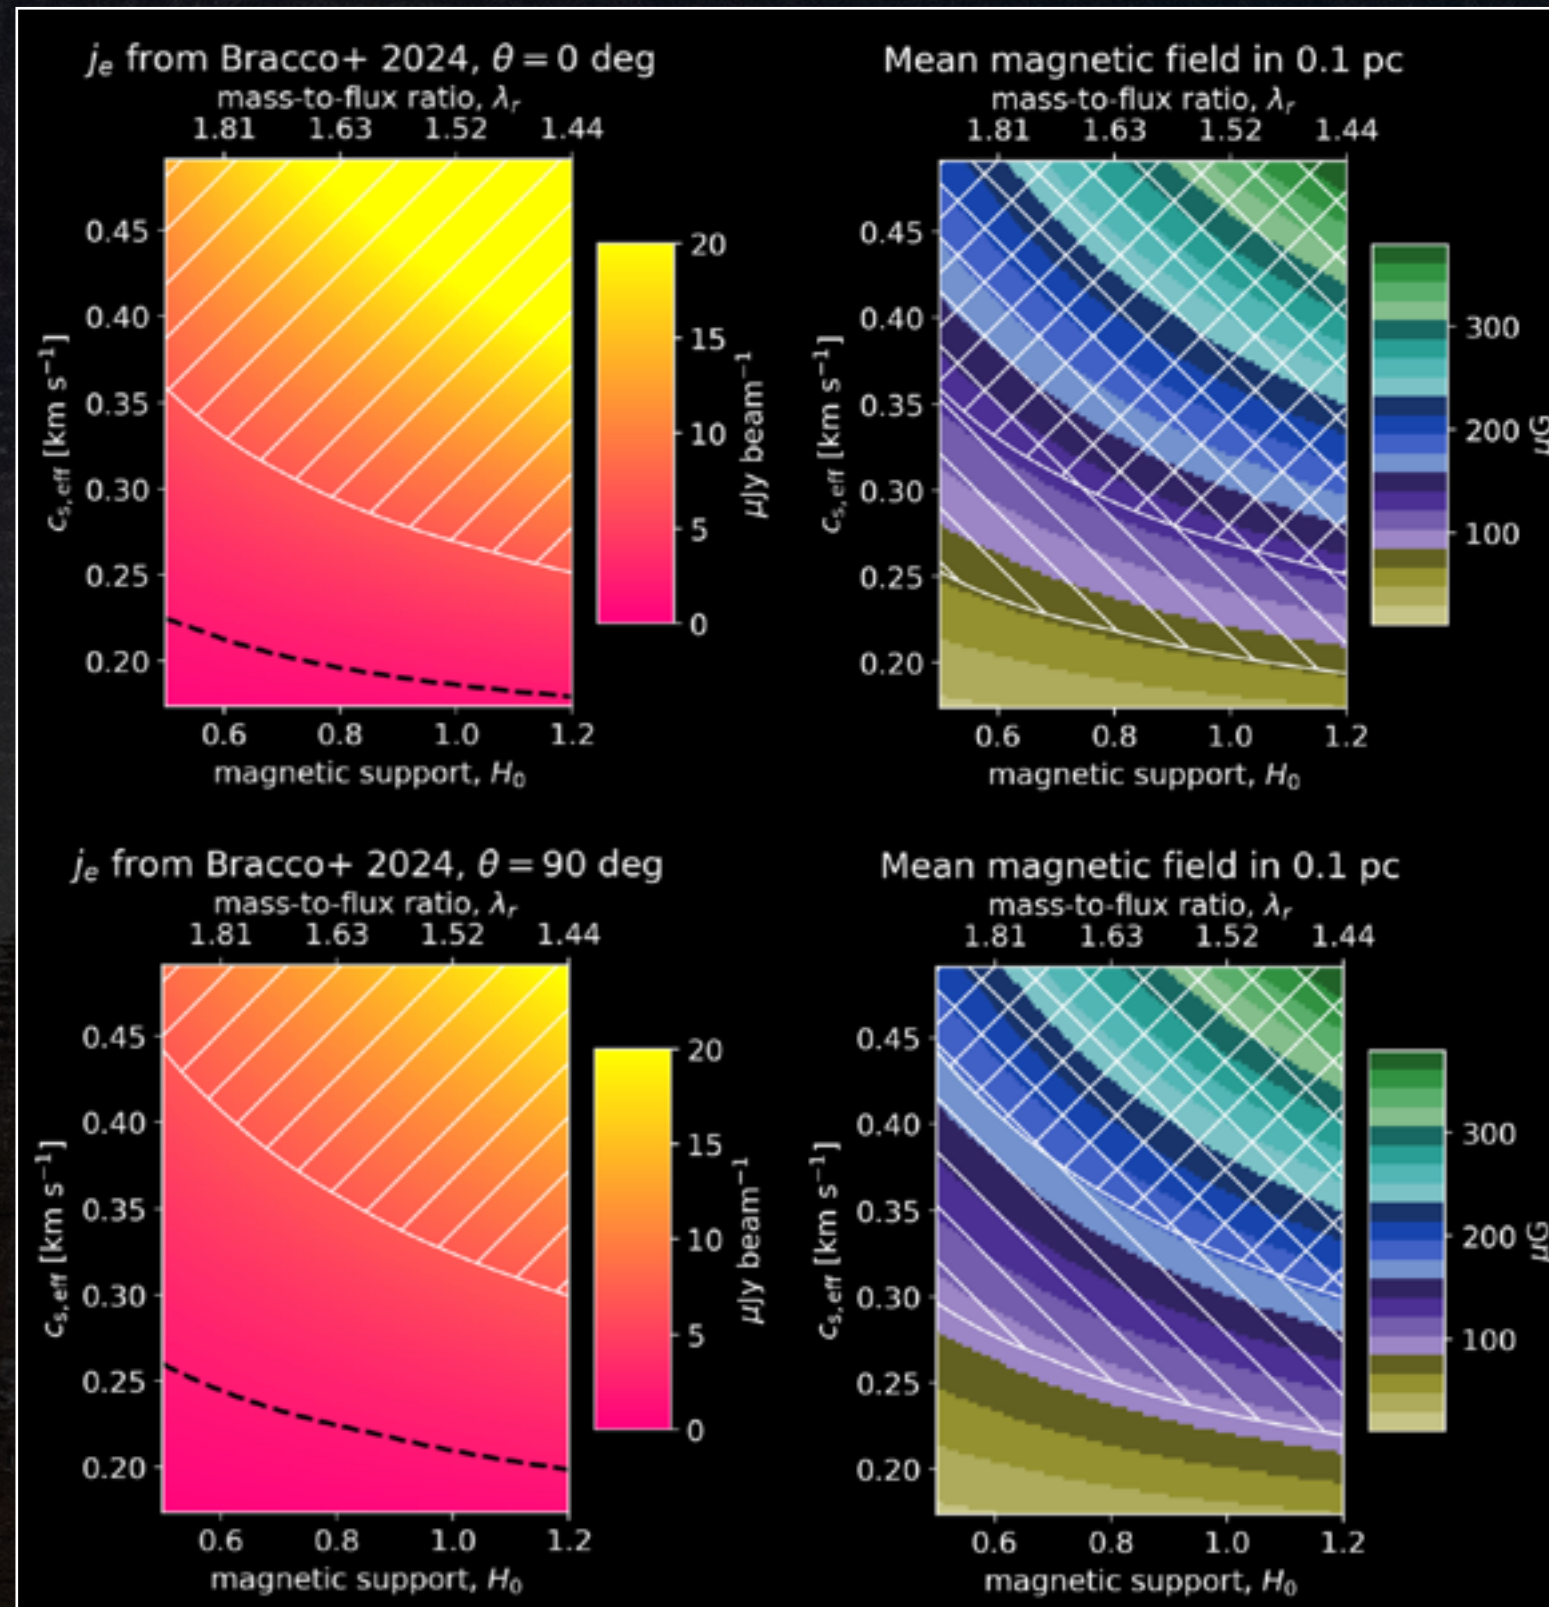 j_e from Bracco+ 2024, θ = 0 deg
mass-to-flux ratio, λ_r
1.81 1.63 1.52 1.44
0.45
0.40
0.35
0.30
0.25
0.20
c_s,eff [km s⁻¹]
0.6 0.8 1.0 1.2
magnetic support, H₀
20
15
10
5
0
μJy beam⁻¹
Mean magnetic field in 0.1 pc
mass-to-flux ratio, λ_r
1.81 1.63 1.52 1.44
0.45
0.40
0.35
0.30
0.25
0.20
c_s,eff [km s⁻¹]
0.6 0.8 1.0 1.2
magnetic support, H₀
300
200
100
μG
j_e from Bracco+ 2024, θ = 90 deg
mass-to-flux ratio, λ_r
1.81 1.63 1.52 1.44
0.45
0.40
0.35
0.30
0.25
0.20
c_s,eff [km s⁻¹]
0.6 0.8 1.0 1.2
magnetic support, H₀
20
15
10
5
0
μJy beam⁻¹
Mean magnetic field in 0.1 pc
mass-to-flux ratio, λ_r
1.81 1.63 1.52 1.44
0.45
0.40
0.35
0.30
0.25
0.20
c_s,eff [km s⁻¹]
0.6 0.8 1.0 1.2
magnetic support, H₀
300
200
100
μG